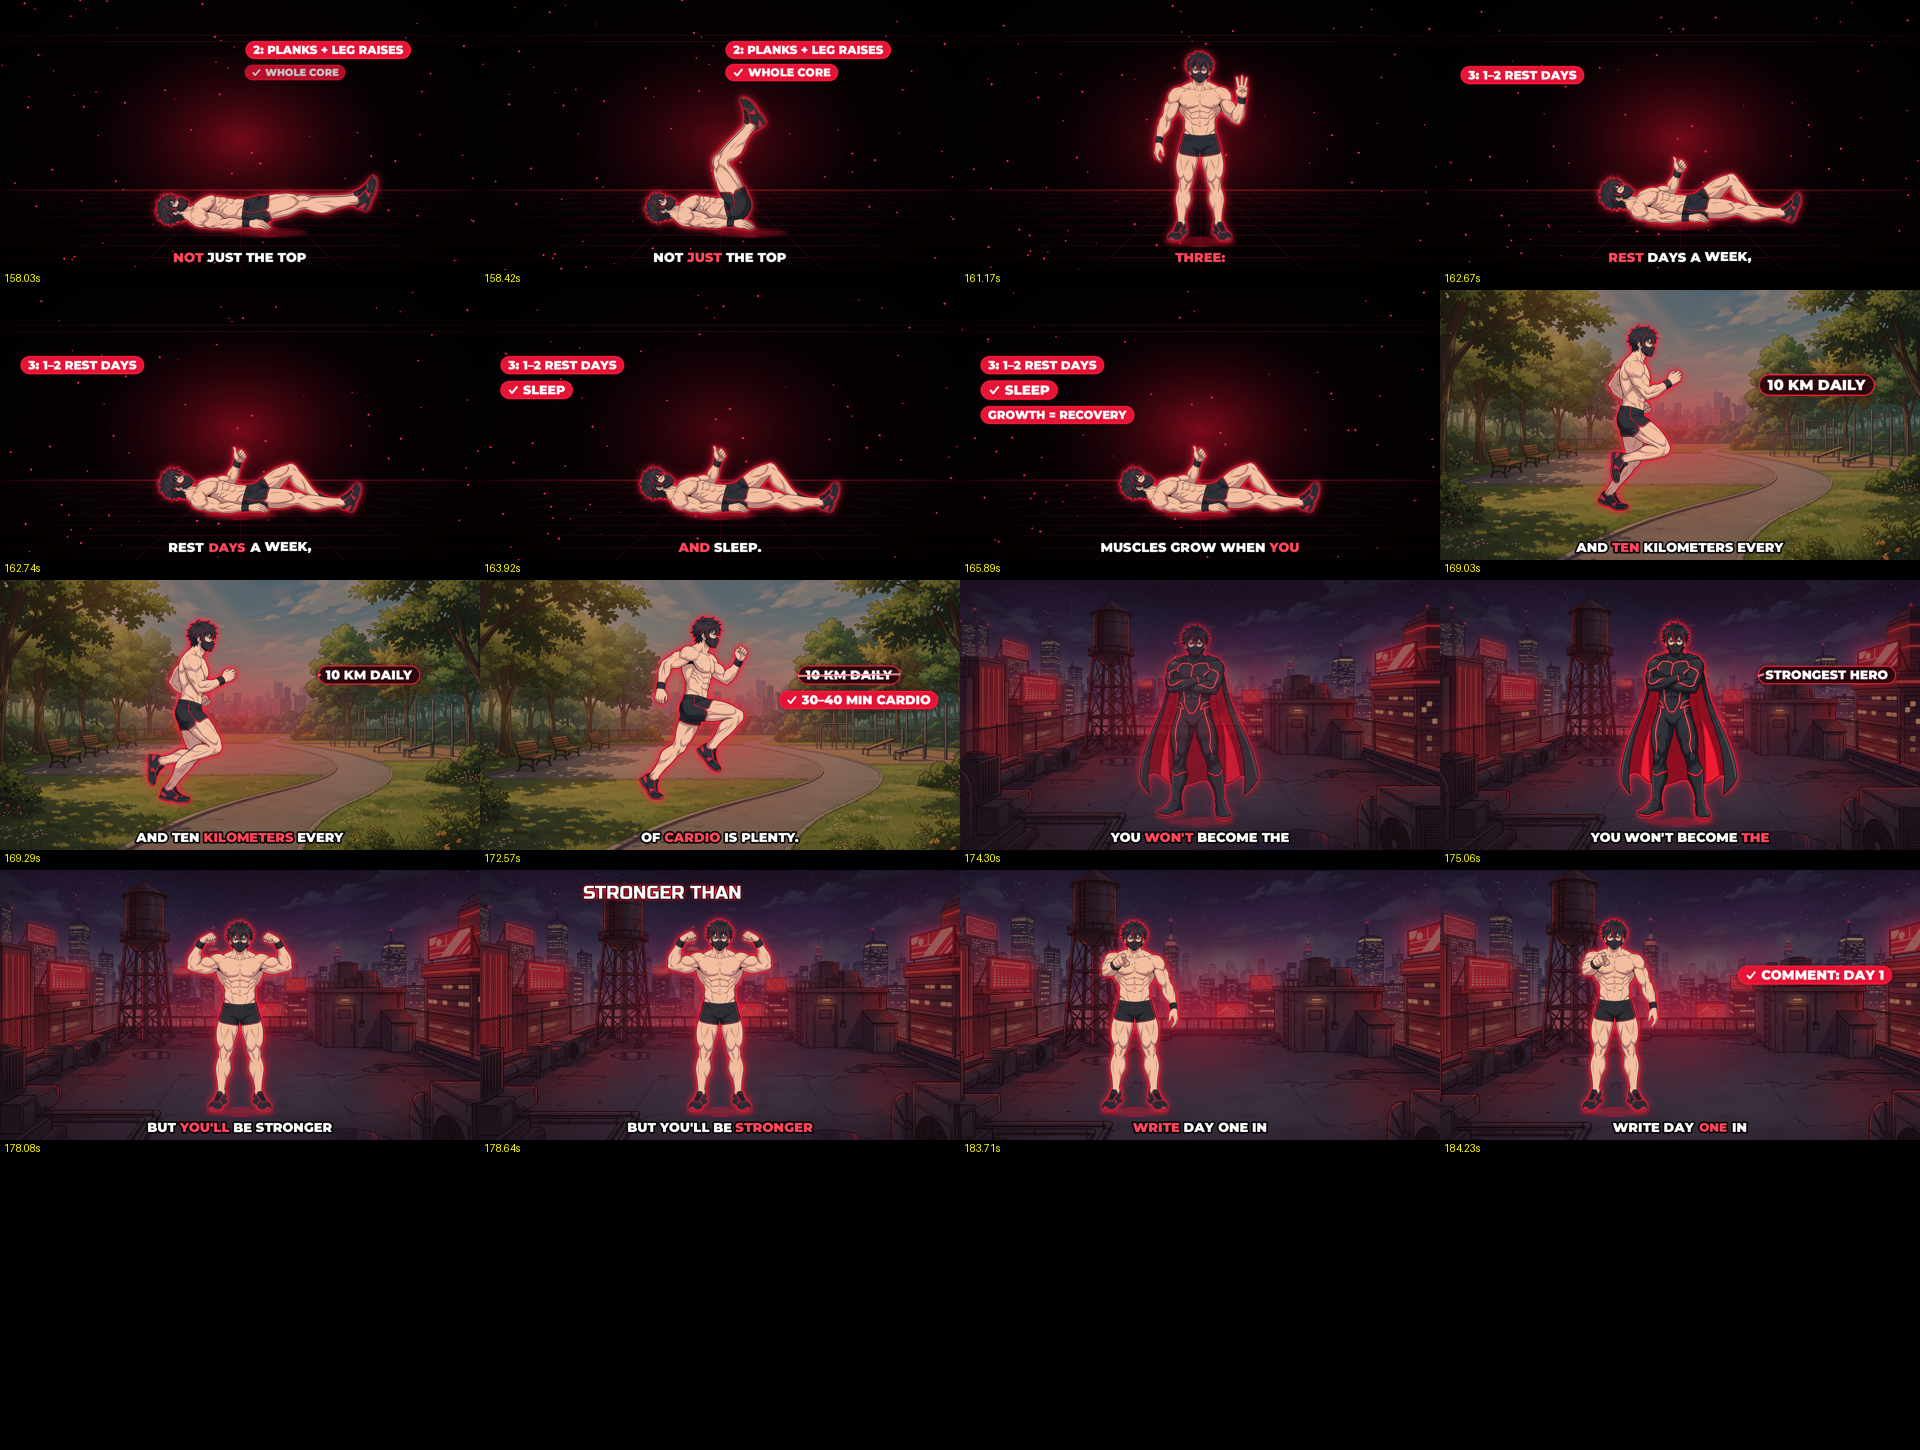 2: PLANKS + LEG RAISES
✓ WHOLE CORE
NOT JUST THE TOP
158.03s
2: PLANKS + LEG RAISES
✓ WHOLE CORE
NOT JUST THE TOP
158.42s
THREE:
161.17s
3: 1–2 REST DAYS
REST DAYS A WEEK,
162.67s
3: 1–2 REST DAYS
REST DAYS A WEEK,
162.74s
3: 1–2 REST DAYS
✓ SLEEP
AND SLEEP.
163.92s
3: 1–2 REST DAYS
✓ SLEEP
GROWTH = RECOVERY
MUSCLES GROW WHEN YOU
165.89s
10 KM DAILY
AND TEN KILOMETERS EVERY
169.03s
10 KM DAILY
AND TEN KILOMETERS EVERY
169.29s
10 KM DAILY
✓ 30–40 MIN CARDIO
OF CARDIO IS PLENTY.
172.57s
YOU WON'T BECOME THE
174.30s
STRONGEST HERO
YOU WON'T BECOME THE
175.06s
BUT YOU'LL BE STRONGER
178.08s
STRONGER THAN
BUT YOU'LL BE STRONGER
178.64s
WRITE DAY ONE IN
183.71s
✓ COMMENT: DAY 1
WRITE DAY ONE IN
184.23s